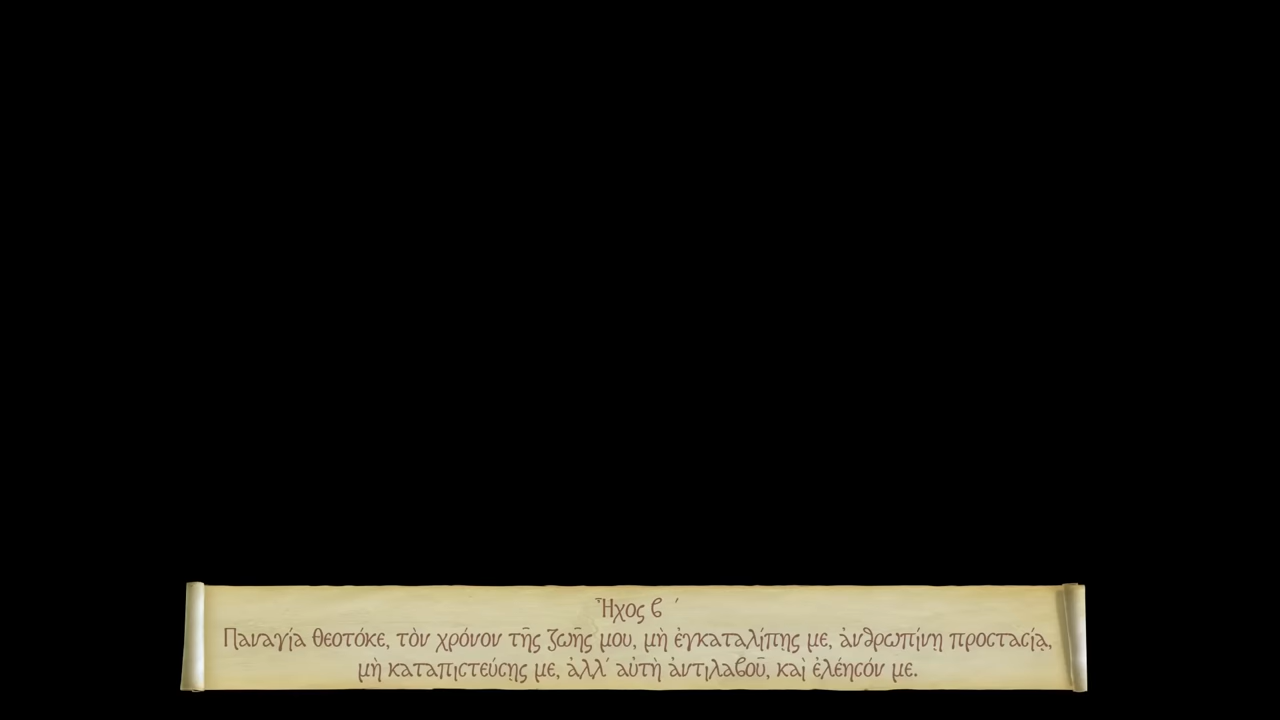 Ἦχος β ´
Παναγία θεοτόκε, τὸν χρόνον τῆς ζωῆς μου, μὴ ἐγκαταλίπῃς με, ἀνθρωπίνῃ προστασίᾳ,
μὴ καταπιστεύσῃς με, ἀλλ᾽ αὐτὴ ἀντιλαβοῦ, καὶ ἐλέησόν με.